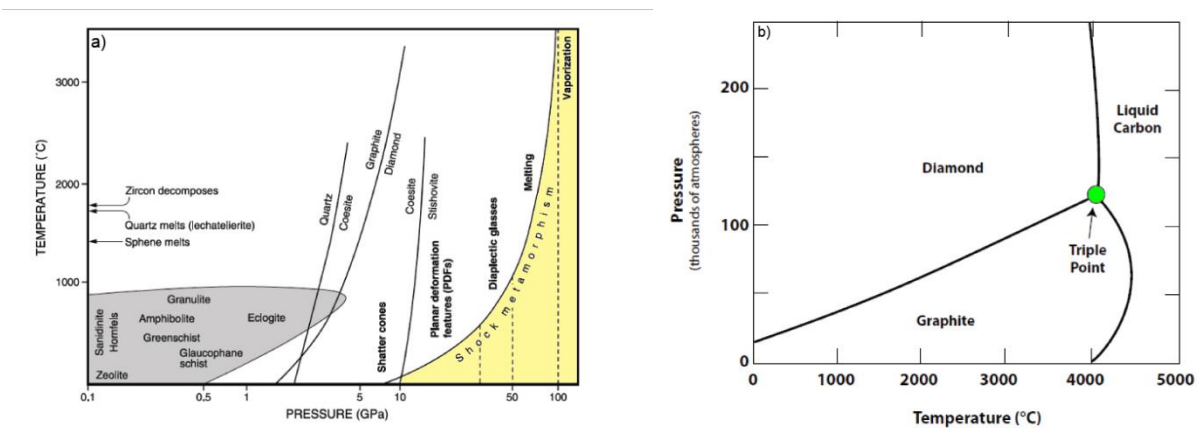 a)
TEMPERATURE (°C)
3000
2000
1000
Zircon decomposes
Quartz melts (lechatelierite)
Sphene melts
Granulite
Amphibolite
Eclogite
Greenschist
Glaucophane
schist
Sanidinite
Hornfels
Zeolite
Quartz
Coesite
Graphite
Diamond
Coesite
Stishovite
Shatter cones
Planar deformation
features (PDFs)
Diaplectic glasses
Melting
Vaporization
Shock metamorphism
0.1
0.5
1
5
10
50
100
PRESSURE (GPa)
b)
Pressure
(thousands of atmospheres)
200
100
0
Diamond
Liquid
Carbon
Triple
Point
Graphite
0
1000
2000
3000
4000
5000
Temperature (°C)